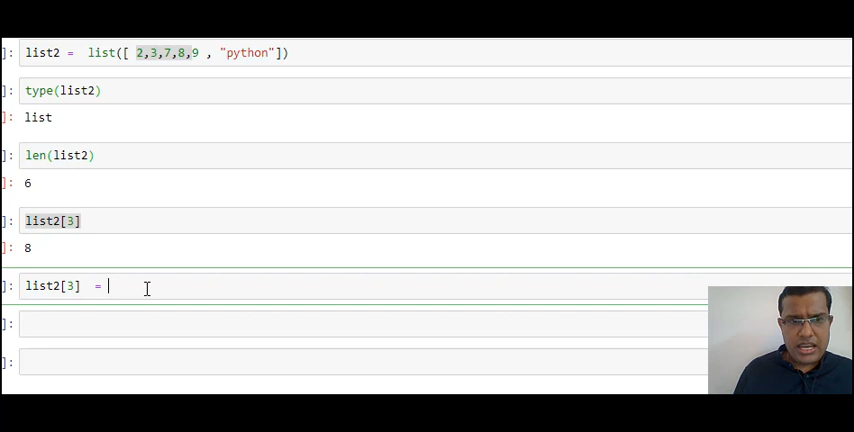 ]: list2 = list([ 2,3,7,8,9 , "python"])
]: type(list2)
]: list
]: len(list2)
]: 6
]: list2[3]
]: 8
]: list2[3] =
]:
]: